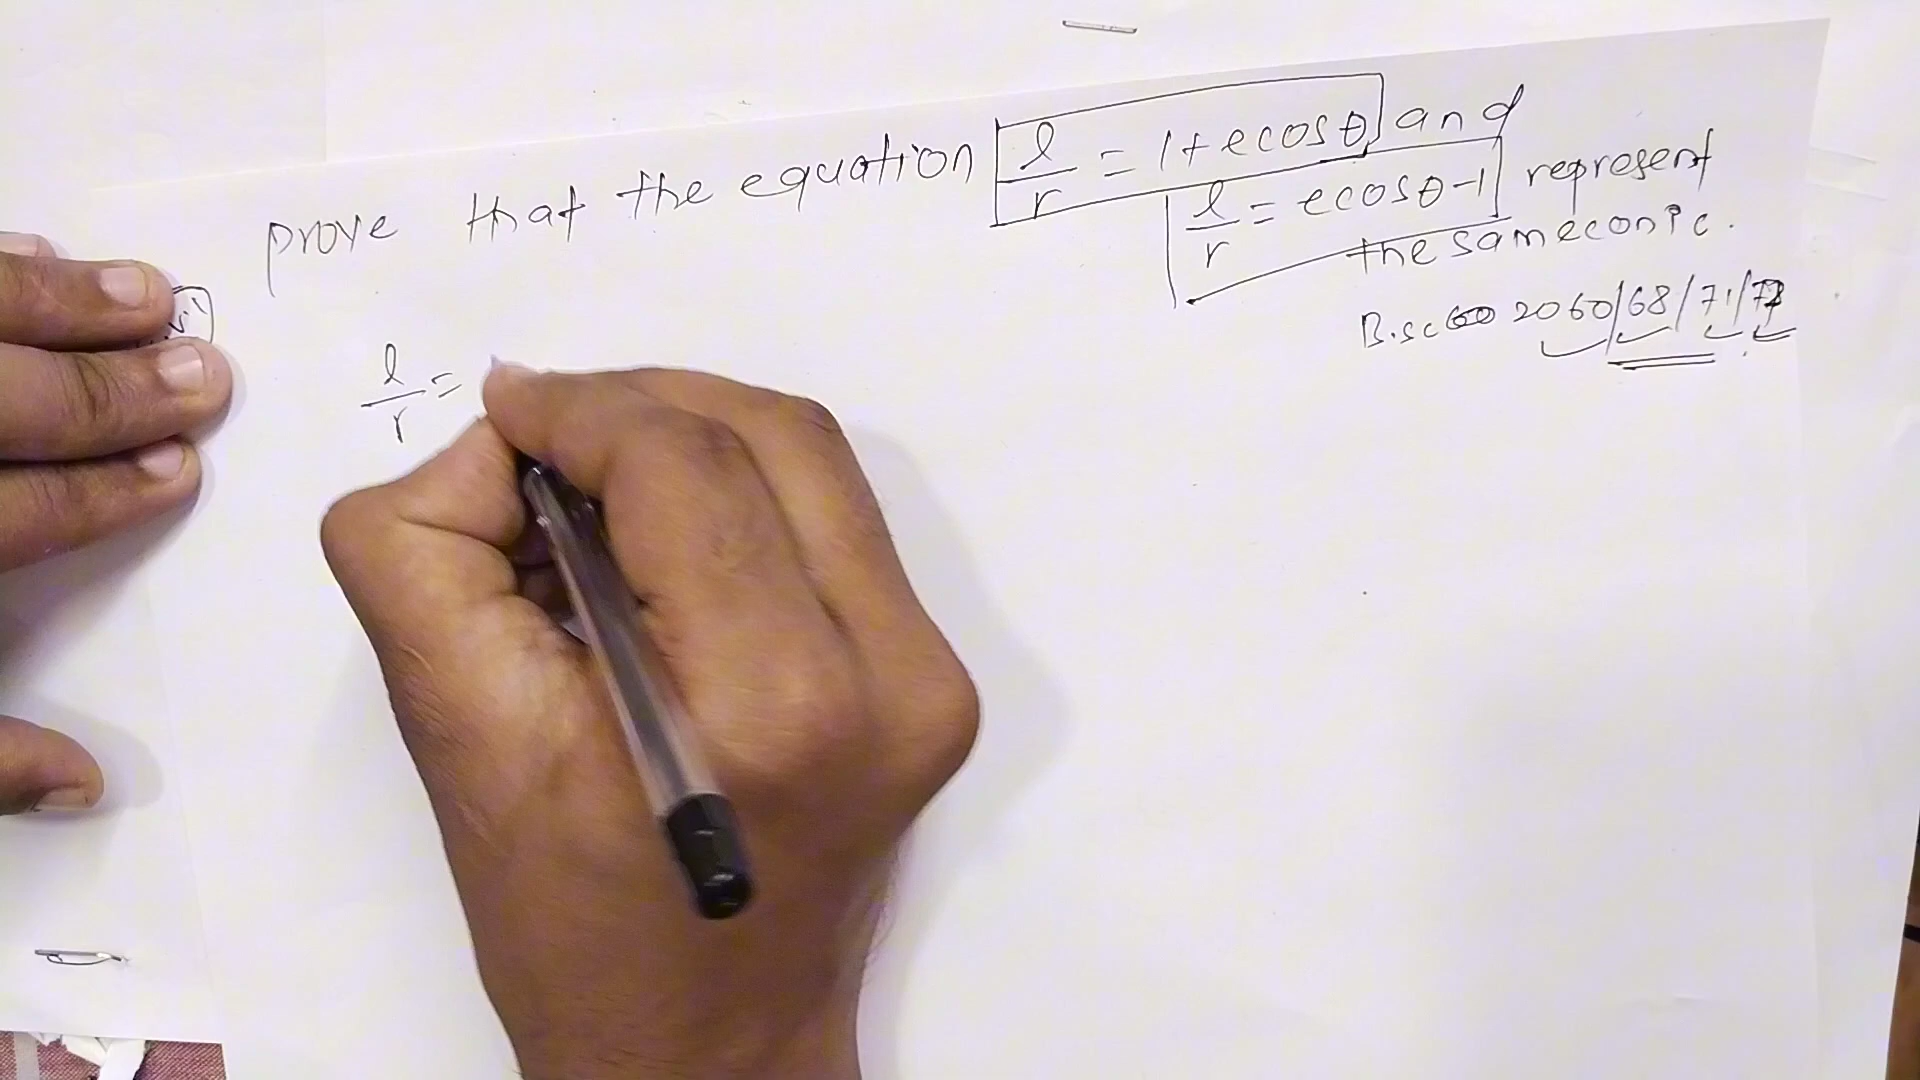 prove that the equation l/r = 1+ecosθ and
l/r = ecosθ-1 represent
the same conic.
B.sc 2060/68/71/72
l/r =